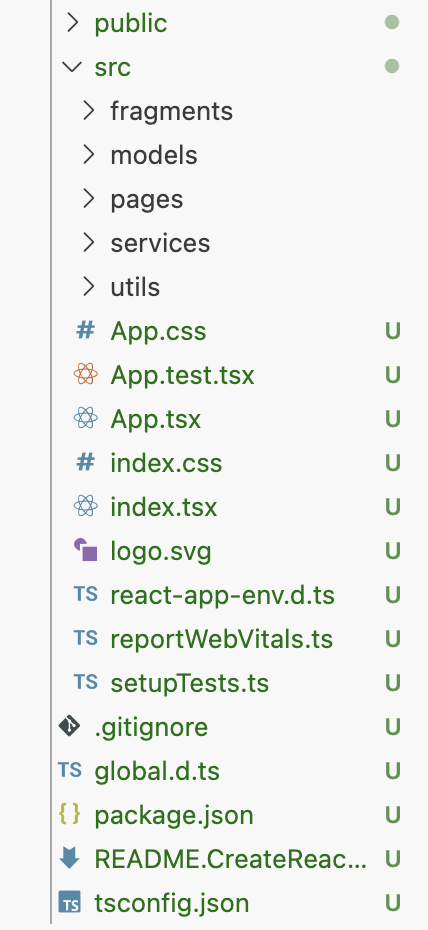 public
src
fragments
models
pages
services
utils
# App.css U
App.test.tsx U
App.tsx U
# index.css U
index.tsx U
logo.svg U
TS react-app-env.d.ts U
TS reportWebVitals.ts U
TS setupTests.ts U
.gitignore U
TS global.d.ts U
{} package.json U
README.CreateReac... U
TS tsconfig.json U